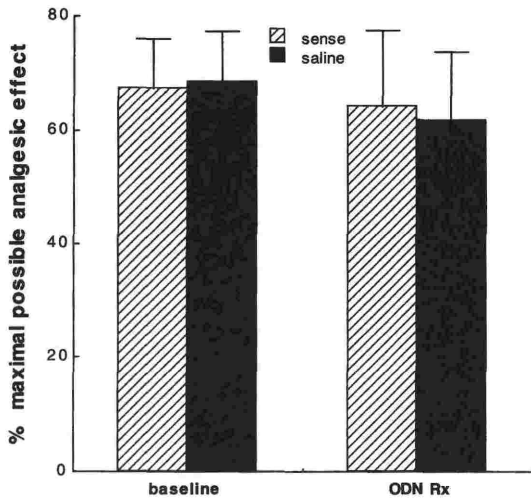 80
60
40
20
0
% maximal possible analgesic effect
sense
saline
baseline
ODN Rx